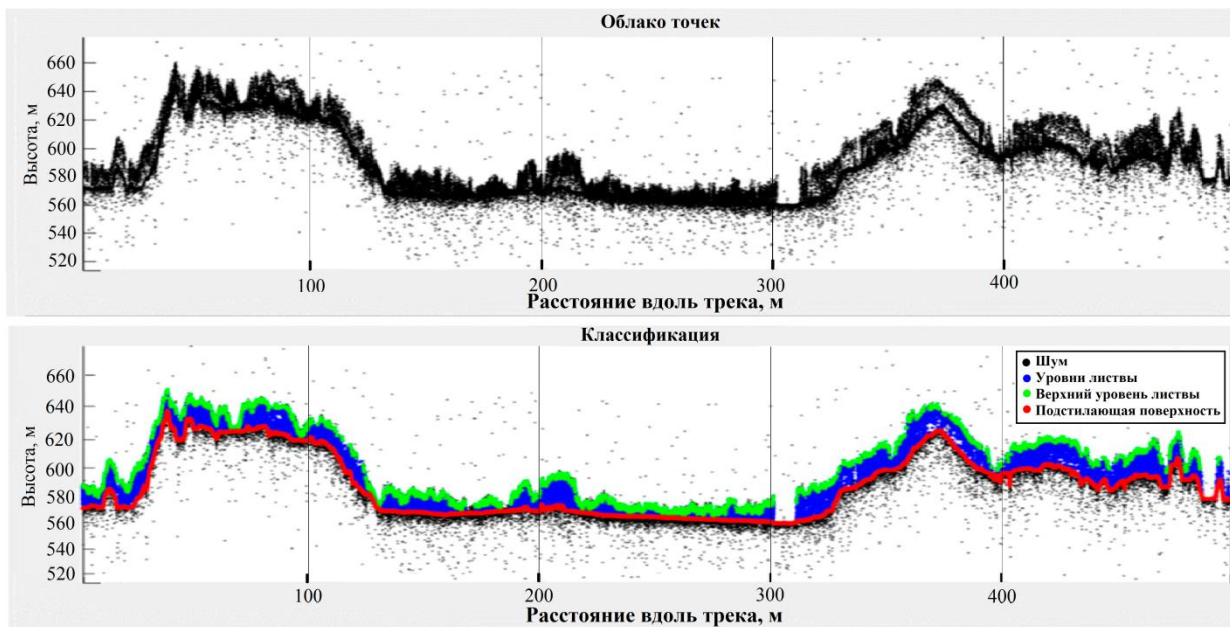 Облако точек
Высота, м
660
640
620
600
580
560
540
520
100
200
300
400
Расстояние вдоль трека, м
Классификация
Высота, м
660
640
620
600
580
560
540
520
Шум
Уровни листвы
Верхний уровень листвы
Подстилающая поверхность
100
200
300
400
Расстояние вдоль трека, м